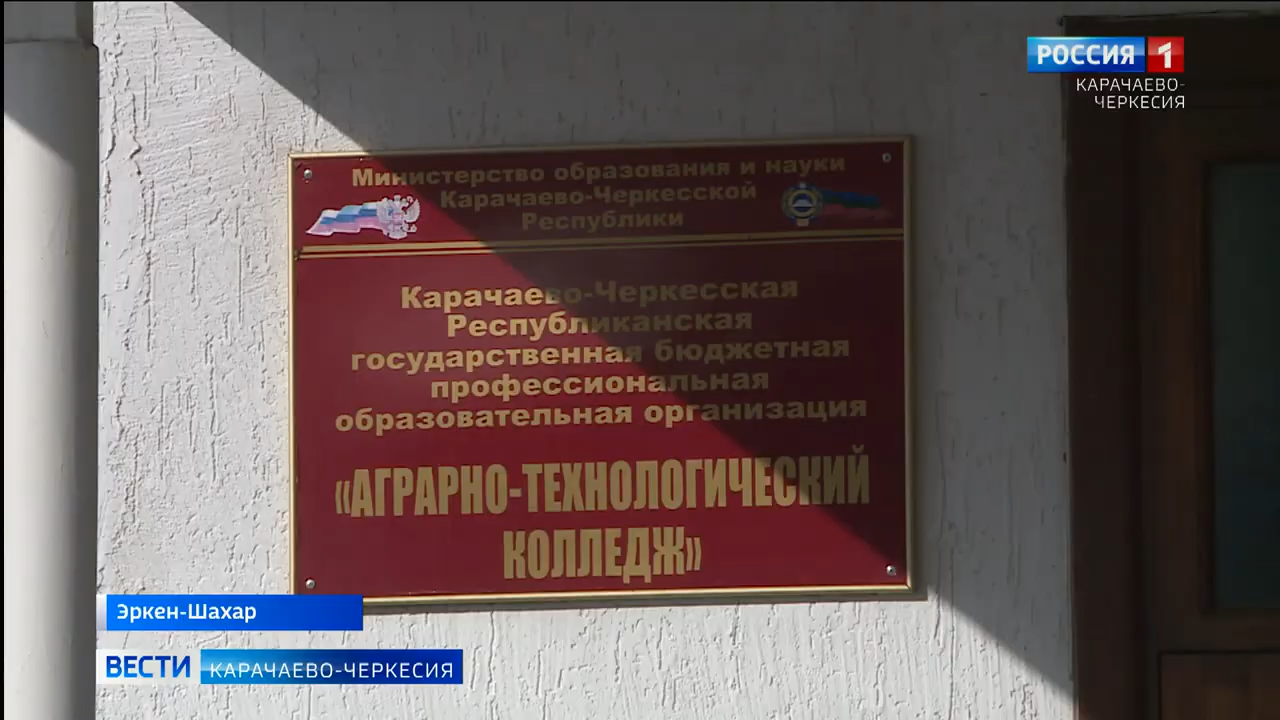 РОССИЯ 1
КАРАЧАЕВО-
ЧЕРКЕСИЯ
Министерство образования и науки
Карачаево-Черкесской
Республики
Карачаево-Черкесская
Республиканская
государственная бюджетная
профессиональная
образовательная организация
«АГРАРНО-ТЕХНОЛОГИЧЕСКИЙ
КОЛЛЕДЖ»
Эркен-Шахар
ВЕСТИ КАРАЧАЕВО-ЧЕРКЕСИЯ